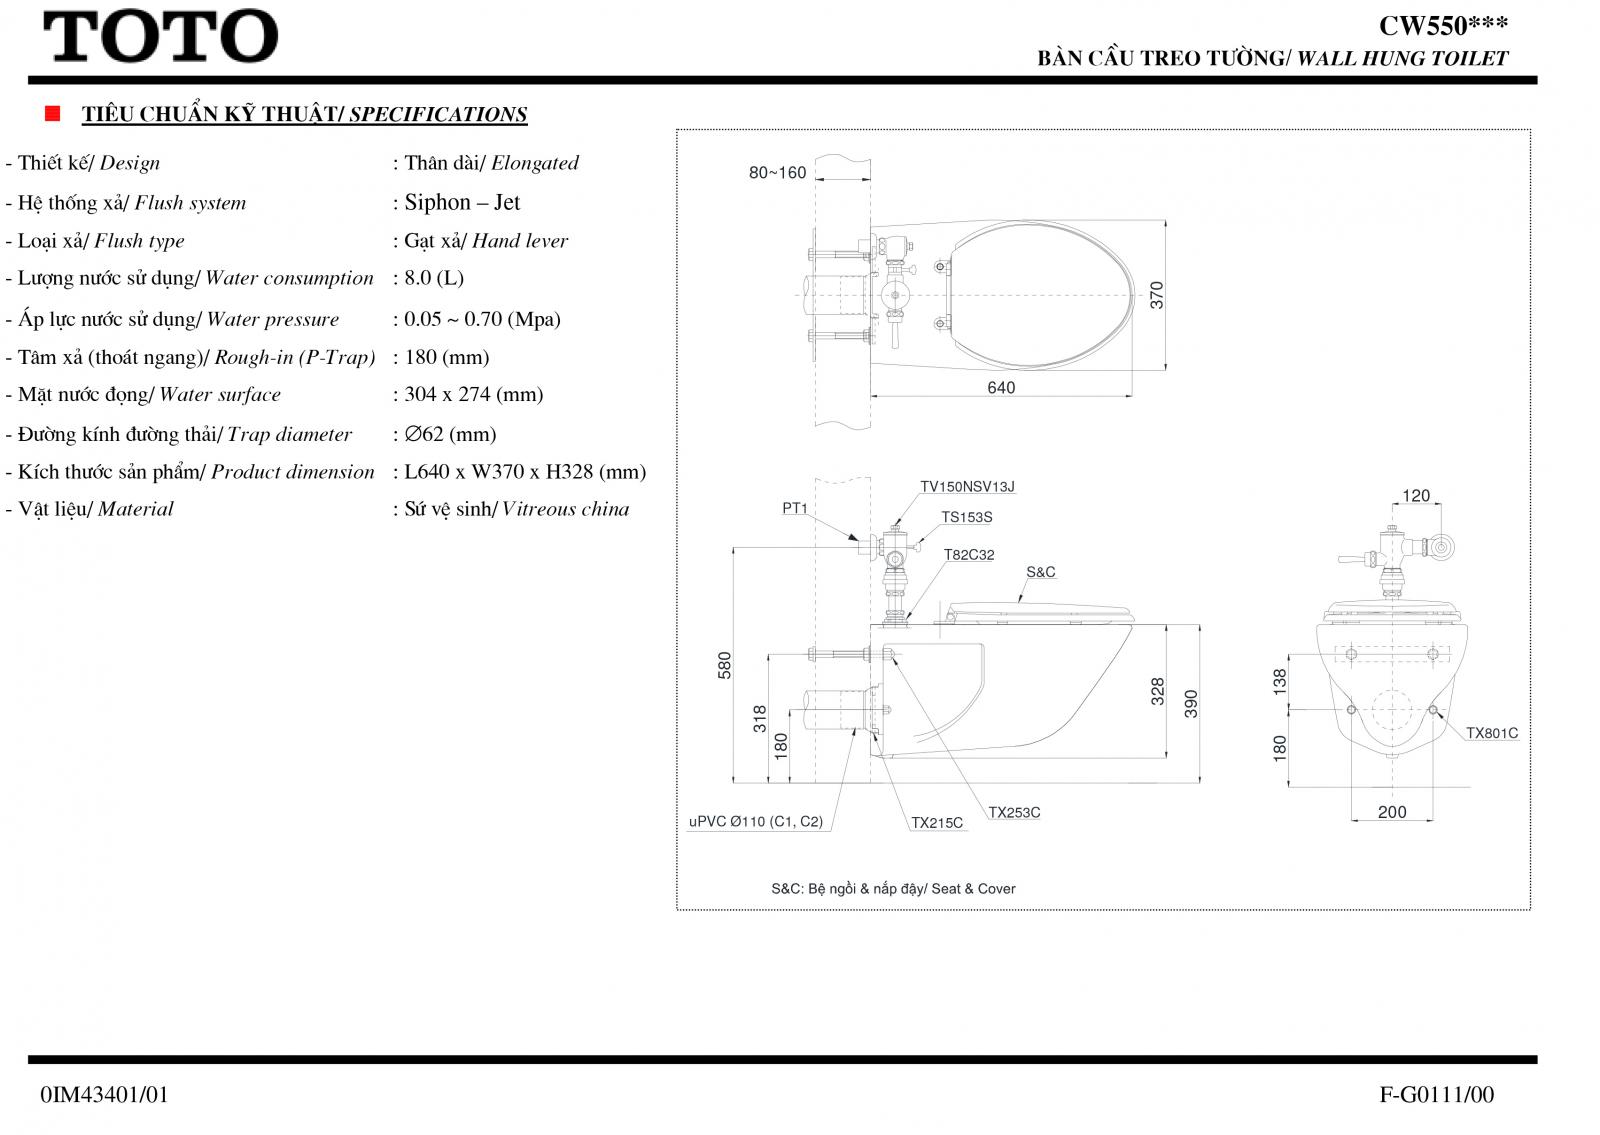 TOTO
CW550***
BÀN CẦU TREO TƯỜNG/ WALL HUNG TOILET
TIÊU CHUẨN KỸ THUẬT/ SPECIFICATIONS
- Thiết kế/ Design : Thân dài/ Elongated
- Hệ thống xả/ Flush system : Siphon – Jet
- Loại xả/ Flush type : Gạt xả/ Hand lever
- Lượng nước sử dụng/ Water consumption : 8.0 (L)
- Áp lực nước sử dụng/ Water pressure : 0.05 ~ 0.70 (Mpa)
- Tâm xả (thoát ngang)/ Rough-in (P-Trap) : 180 (mm)
- Mặt nước đọng/ Water surface : 304 x 274 (mm)
- Đường kính đường thải/ Trap diameter : Ø62 (mm)
- Kích thước sản phẩm/ Product dimension : L640 x W370 x H328 (mm)
- Vật liệu/ Material : Sứ vệ sinh/ Vitreous china
80~160
370
640
TV150NSV13J
PT1
TS153S
T82C32
S&C
580
318
180
328
390
uPVC Ø110 (C1, C2)
TX215C
TX253C
120
138
180
TX801C
200
S&C: Bệ ngồi & nắp đậy/ Seat & Cover
0IM43401/01
F-G0111/00